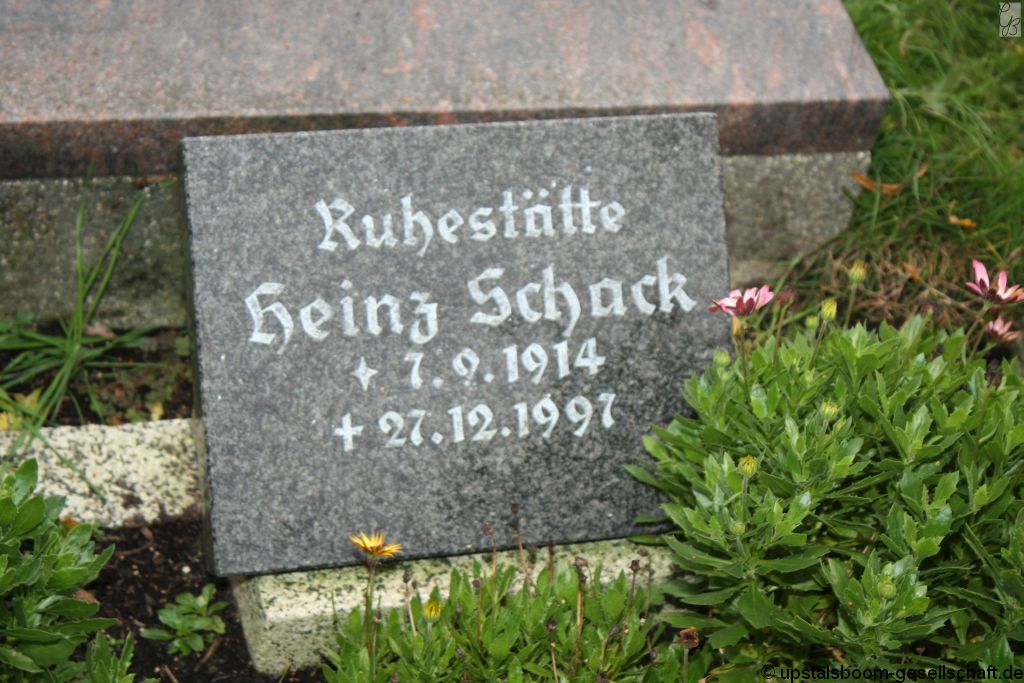 Ruhestätte
Heinz Schack
✦ 7.9.1914
✝ 27.12.1997
© upstalsboom-gesellschaft.de